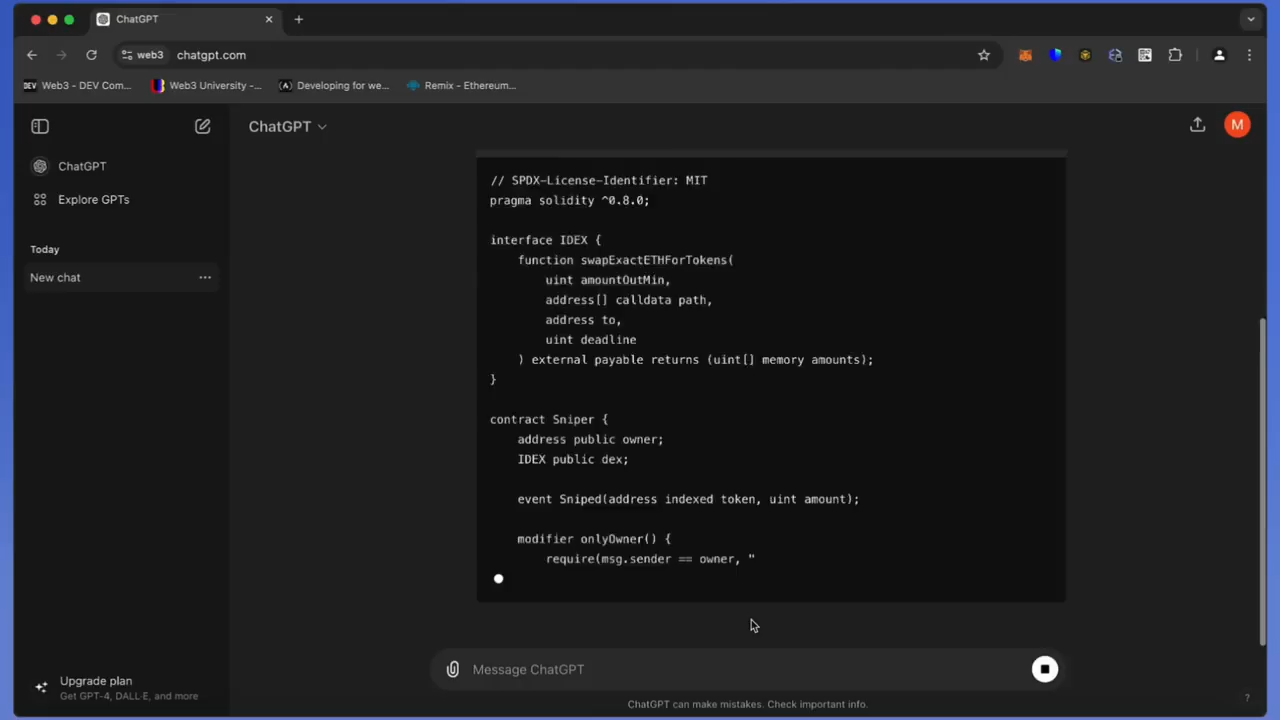 ChatGPT
web3
chatgpt.com
Web3 - DEV Com...
Web3 University -...
Developing for we...
Remix - Ethereum...
ChatGPT
M
ChatGPT
Explore GPTs
Today
New chat
// SPDX-License-Identifier: MIT
pragma solidity ^0.8.0;
interface IDEX {
function swapExactETHForTokens(
uint amountOutMin,
address[] calldata path,
address to,
uint deadline
) external payable returns (uint[] memory amounts);
}
contract Sniper {
address public owner;
IDEX public dex;
event Sniped(address indexed token, uint amount);
modifier onlyOwner() {
require(msg.sender == owner, "
Upgrade plan
Get GPT-4, DALL·E, and more
Message ChatGPT
ChatGPT can make mistakes. Check important info.
?